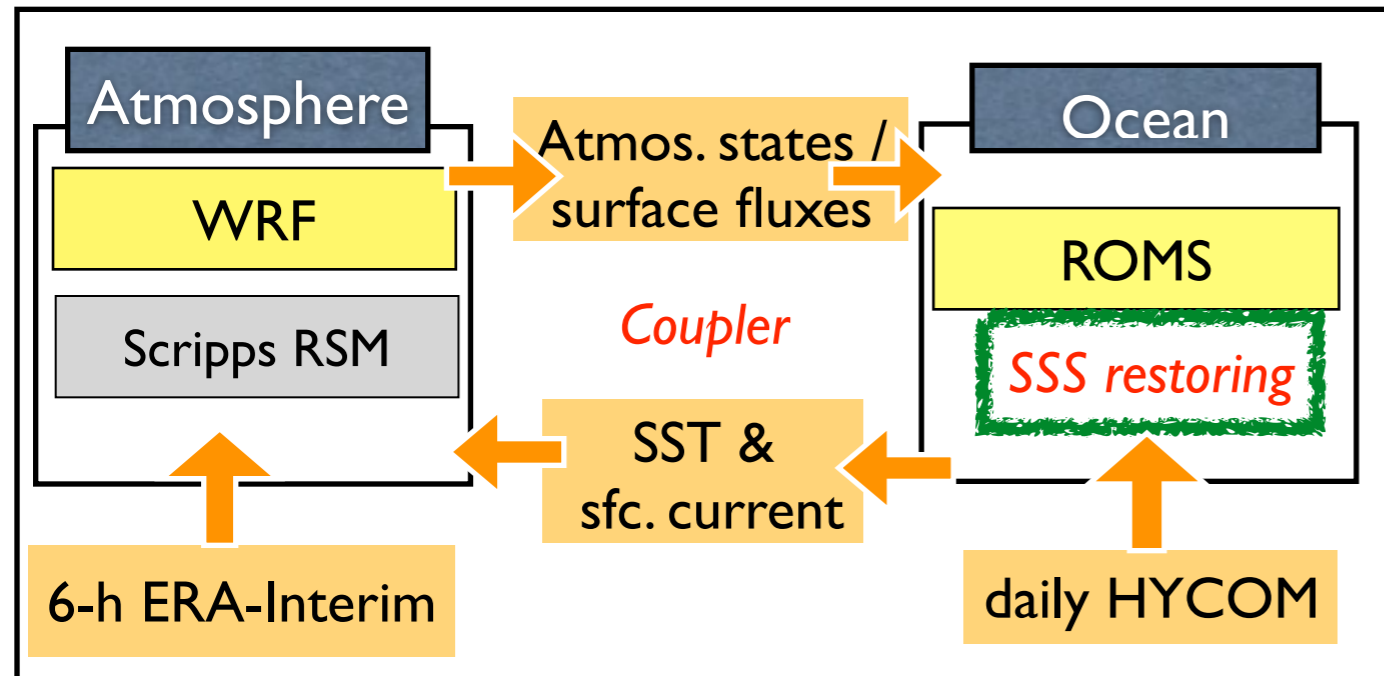 Atmosphere
WRF
Scripps RSM
6-h ERA-Interim
Atmos. states /
surface fluxes
Coupler
SST &
sfc. current
Ocean
ROMS
SSS restoring
daily HYCOM